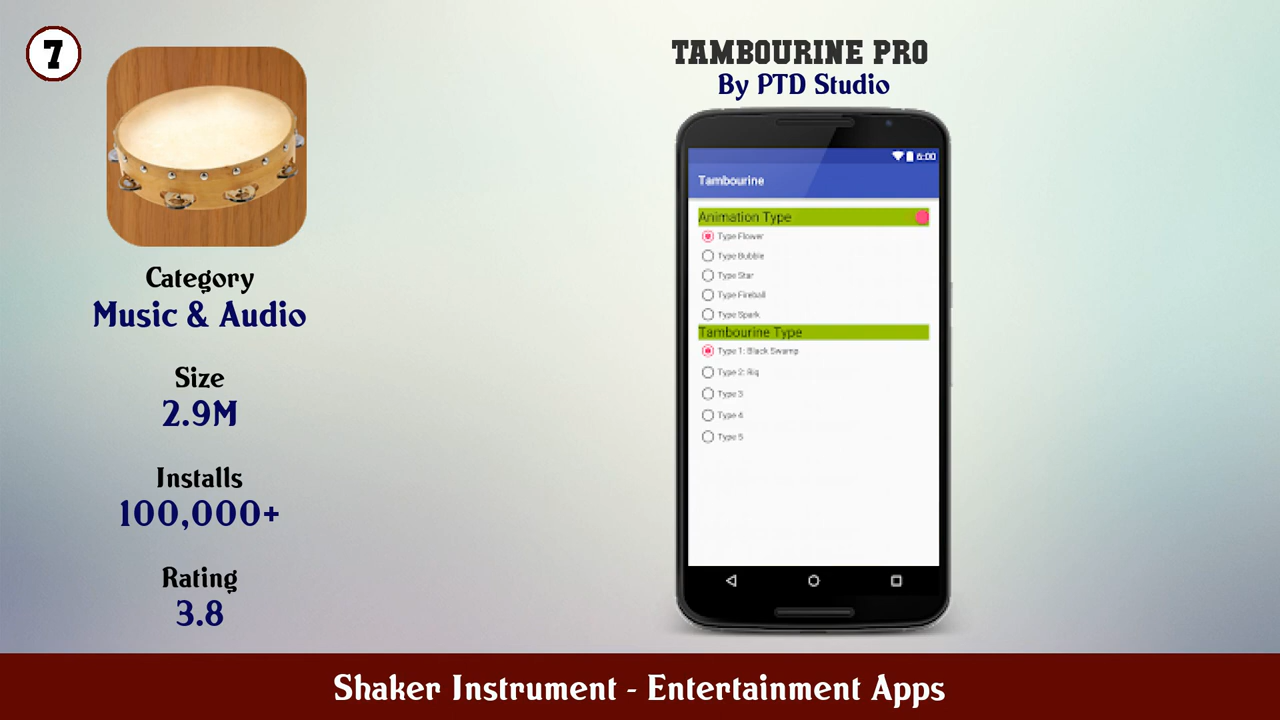 7
TAMBOURINE PRO
By PTD Studio
Category
Music & Audio
Size
2.9M
Installs
100,000+
Rating
3.8
6:00
Tambourine
Animation Type
Type Flower
Type Bubble
Type Star
Type Fireball
Type Spark
Tambourine Type
Type 1: Black Swamp
Type 2: Riq
Type 3
Type 4
Type 5
Shaker Instrument - Entertainment Apps